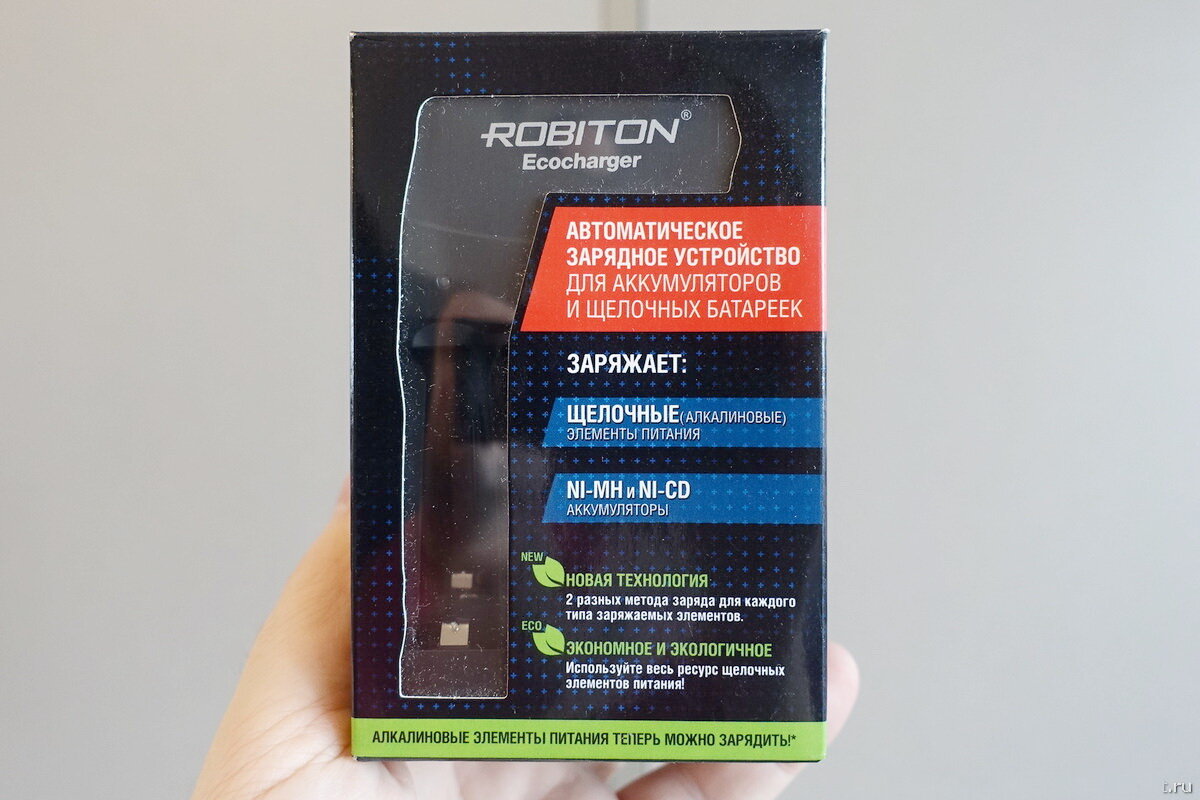 ROBITON®
Ecocharger
АВТОМАТИЧЕСКОЕ
ЗАРЯДНОЕ УСТРОЙСТВО
ДЛЯ АККУМУЛЯТОРОВ
И ЩЕЛОЧНЫХ БАТАРЕЕК
ЗАРЯЖАЕТ:
ЩЕЛОЧНЫЕ (АЛКАЛИНОВЫЕ)
ЭЛЕМЕНТЫ ПИТАНИЯ
NI-MH и NI-CD
АККУМУЛЯТОРЫ
NEW
НОВАЯ ТЕХНОЛОГИЯ
2 разных метода заряда для каждого
типа заряжаемых элементов.
ECO
ЭКОНОМНОЕ И ЭКОЛОГИЧНОЕ
Используйте весь ресурс щелочных
элементов питания!
АЛКАЛИНОВЫЕ ЭЛЕМЕНТЫ ПИТАНИЯ ТЕПЕРЬ МОЖНО ЗАРЯДИТЬ!*
t.ru